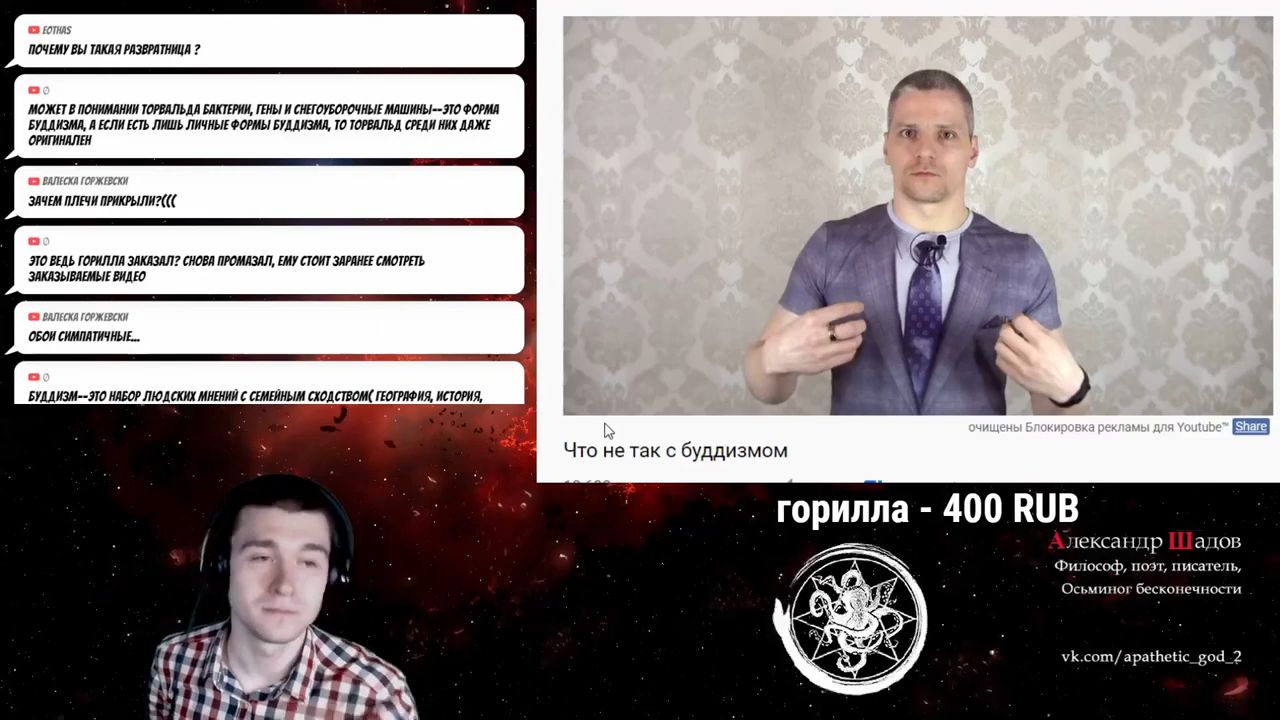 EOTHAS
ПОЧЕМУ ВЫ ТАКАЯ РАЗВРАТНИЦА ?
Ø
МОЖЕТ В ПОНИМАНИИ ТОРВАЛЬДА БАКТЕРИИ, ГЕНЫ И СНЕГОУБОРОЧНЫЕ МАШИНЫ--ЭТО ФОРМА
БУДДИЗМА, А ЕСЛИ ЕСТЬ ЛИШЬ ЛИЧНЫЕ ФОРМЫ БУДДИЗМА, ТО ТОРВАЛЬД СРЕДИ НИХ ДАЖЕ
ОРИГИНАЛЕН
ВАЛЕСКА ГОРЖЕВСКИ
ЗАЧЕМ ПЛЕЧИ ПРИКРЫЛИ?(((
Ø
ЭТО ВЕДЬ ГОРИЛЛА ЗАКАЗАЛ? СНОВА ПРОМАЗАЛ, ЕМУ СТОИТ ЗАРАНЕЕ СМОТРЕТЬ
ЗАКАЗЫВАЕМЫЕ ВИДЕО
ВАЛЕСКА ГОРЖЕВСКИ
ОБОИ СИМПАТИЧНЫЕ...
Ø
БУДДИЗМ--ЭТО НАБОР ЛЮДСКИХ МНЕНИЙ С СЕМЕЙНЫМ СХОДСТВОМ( ГЕОГРАФИЯ, ИСТОРИЯ,
очищены Блокировка рекламы для Youtube™ Share
Что не так с буддизмом
горилла - 400 RUB
Александр Шадов
Философ, поэт, писатель,
Осьминог бесконечности
vk.com/apathetic_god_2